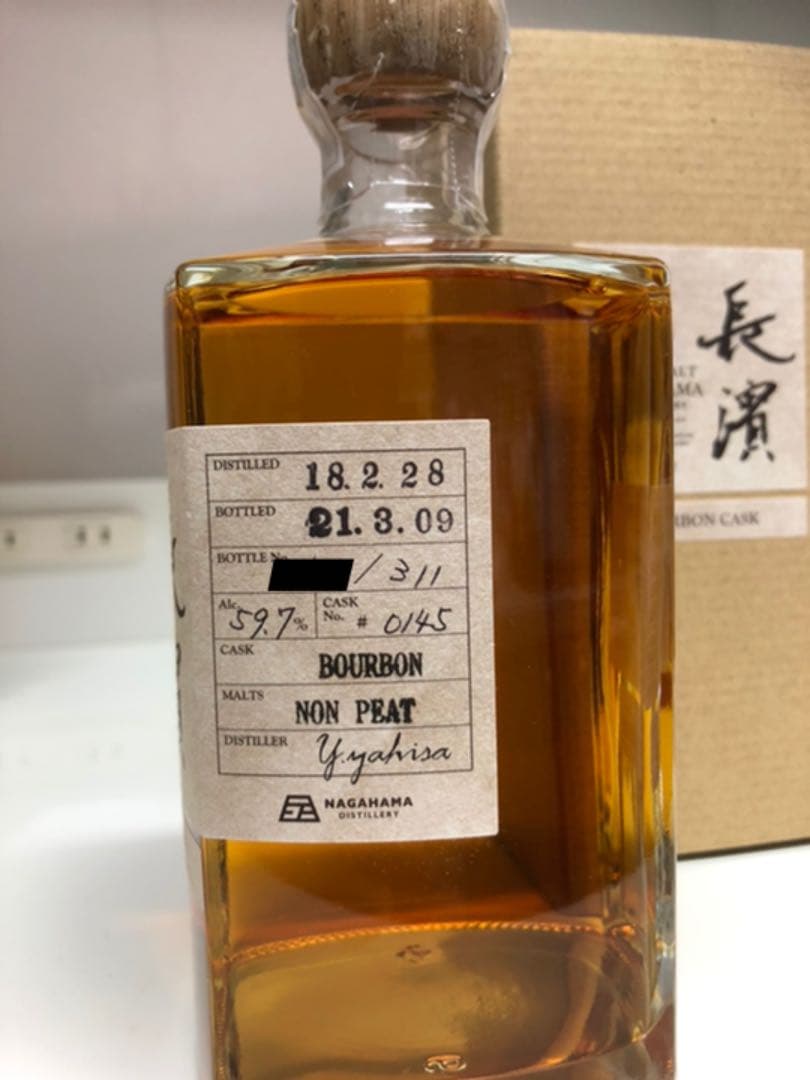 DISTILLED 18. 2. 28
BOTTLED 21. 3. 09
BOTTLE No. / 311
Alc. 59.7% CASK No. # 0145
CASK BOURBON
MALTS NON PEAT
DISTILLER Y.yahisa
NAGAHAMA
DISTILLERY
長
濱
BON CASK